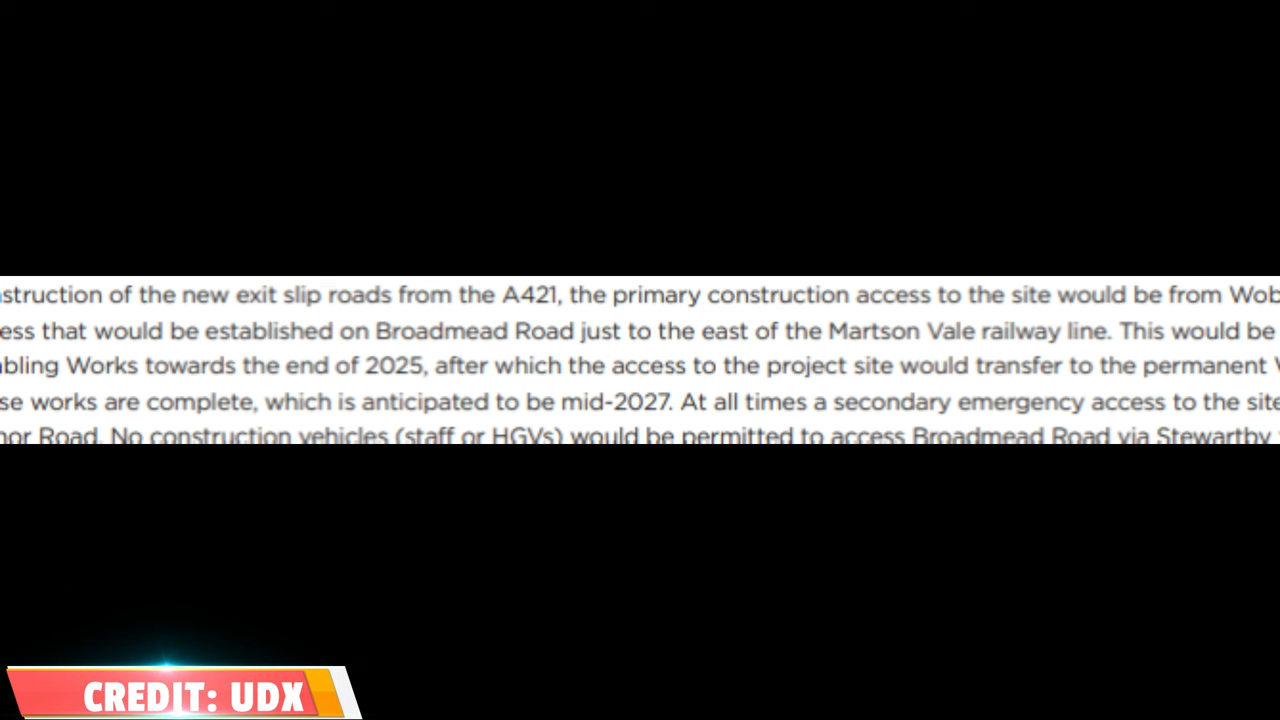 struction of the new exit slip roads from the A421, the primary construction access to the site would be from Wob
ess that would be established on Broadmead Road just to the east of the Martson Vale railway line. This would be
bling Works towards the end of 2025, after which the access to the project site would transfer to the permanent
se works are complete, which is anticipated to be mid-2027. At all times a secondary emergency access to the site
nor Road. No construction vehicles (staff or HGVs) would be permitted to access Broadmead Road via Stewartby
CREDIT: UDX